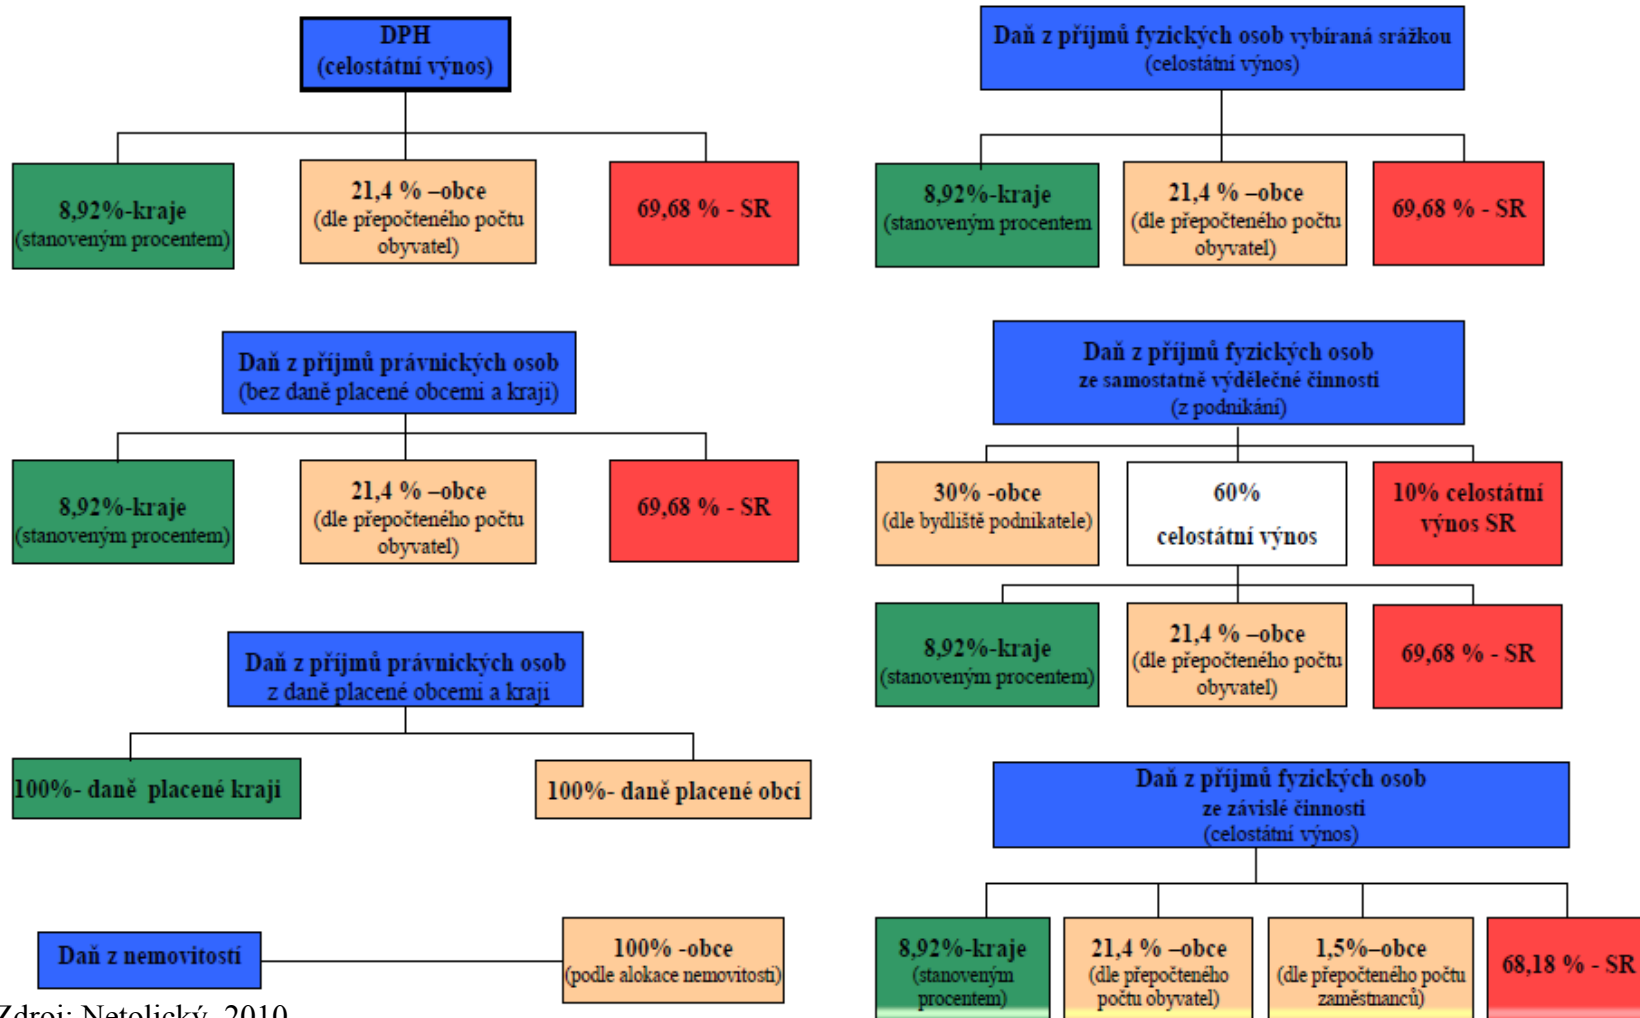 DPH
(celostátní výnos)
8,92%-kraje
(stanoveným procentem)
21,4 % –obce
(dle přepočteného počtu
obyvatel)
69,68 % - SR
Daň z příjmů fyzických osob vybíraná srážkou
(celostátní výnos)
8,92%-kraje
(stanoveným procentem
21,4 % –obce
(dle přepočteného počtu
obyvatel)
69,68 % - SR
Daň z příjmů právnických osob
(bez daně placené obcemi a kraji)
8,92%-kraje
(stanoveným procentem)
21,4 % –obce
(dle přepočteného počtu
obyvatel)
69,68 % - SR
Daň z příjmů fyzických osob
ze samostatně výdělečné činnosti
(z podnikání)
30% -obce
(dle bydliště podnikatele)
60%
celostátní výnos
10% celostátní
výnos SR
8,92%-kraje
(stanoveným procentem)
21,4 % –obce
(dle přepočteného počtu
obyvatel)
69,68 % - SR
Daň z příjmů právnických osob
z daně placené obcemi a kraji
100%- daně placené kraji
100%- daně placené obcí
Daň z příjmů fyzických osob
ze závislé činnosti
(celostátní výnos)
8,92%-kraje
(stanoveným
procentem)
21,4 % –obce
(dle přepočteného
počtu obyvatel)
1,5%–obce
(dle přepočteného počtu
zaměstnanců)
68,18 % - SR
Daň z nemovitostí
100% -obce
(podle alokace nemovitosti)
Zdroj: Netolický, 2010